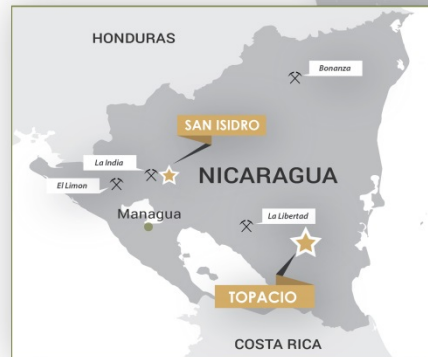 HONDURAS
Bonanza
SAN ISIDRO
La India
El Limon
NICARAGUA
Managua
La Libertad
TOPACIO
COSTA RICA